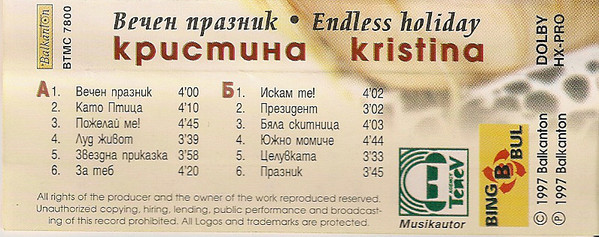 Balkanton
BTMC 7800
Вечен празник • Endless holiday
кристина kristina
А 1. Вечен празник 4'00
2. Като Птица 4'10
3. Пожелай ме! 4'45
4. Луд живот 3'39
5. Звездна приказка 3'58
6. За теб 4'20
Б 1. Искам те! 4'02
2. Президент 3'02
3. Бяла скитница 4'03
4. Южно момиче 4'44
5. Целувката 3'33
6. Празник 3'45
All rights of the producer and the owner of the work reproduced reserved.
Unauthorized copying, hiring, lending, public performance and broadcast-
ing of this record prohibited. All Logos and trademarks are protected.
AGENCY
Tenev
Musikautor
BING B BUL
DOLBY
HX-PRO
© 1997 Balkanton
℗ 1997 Balkanton